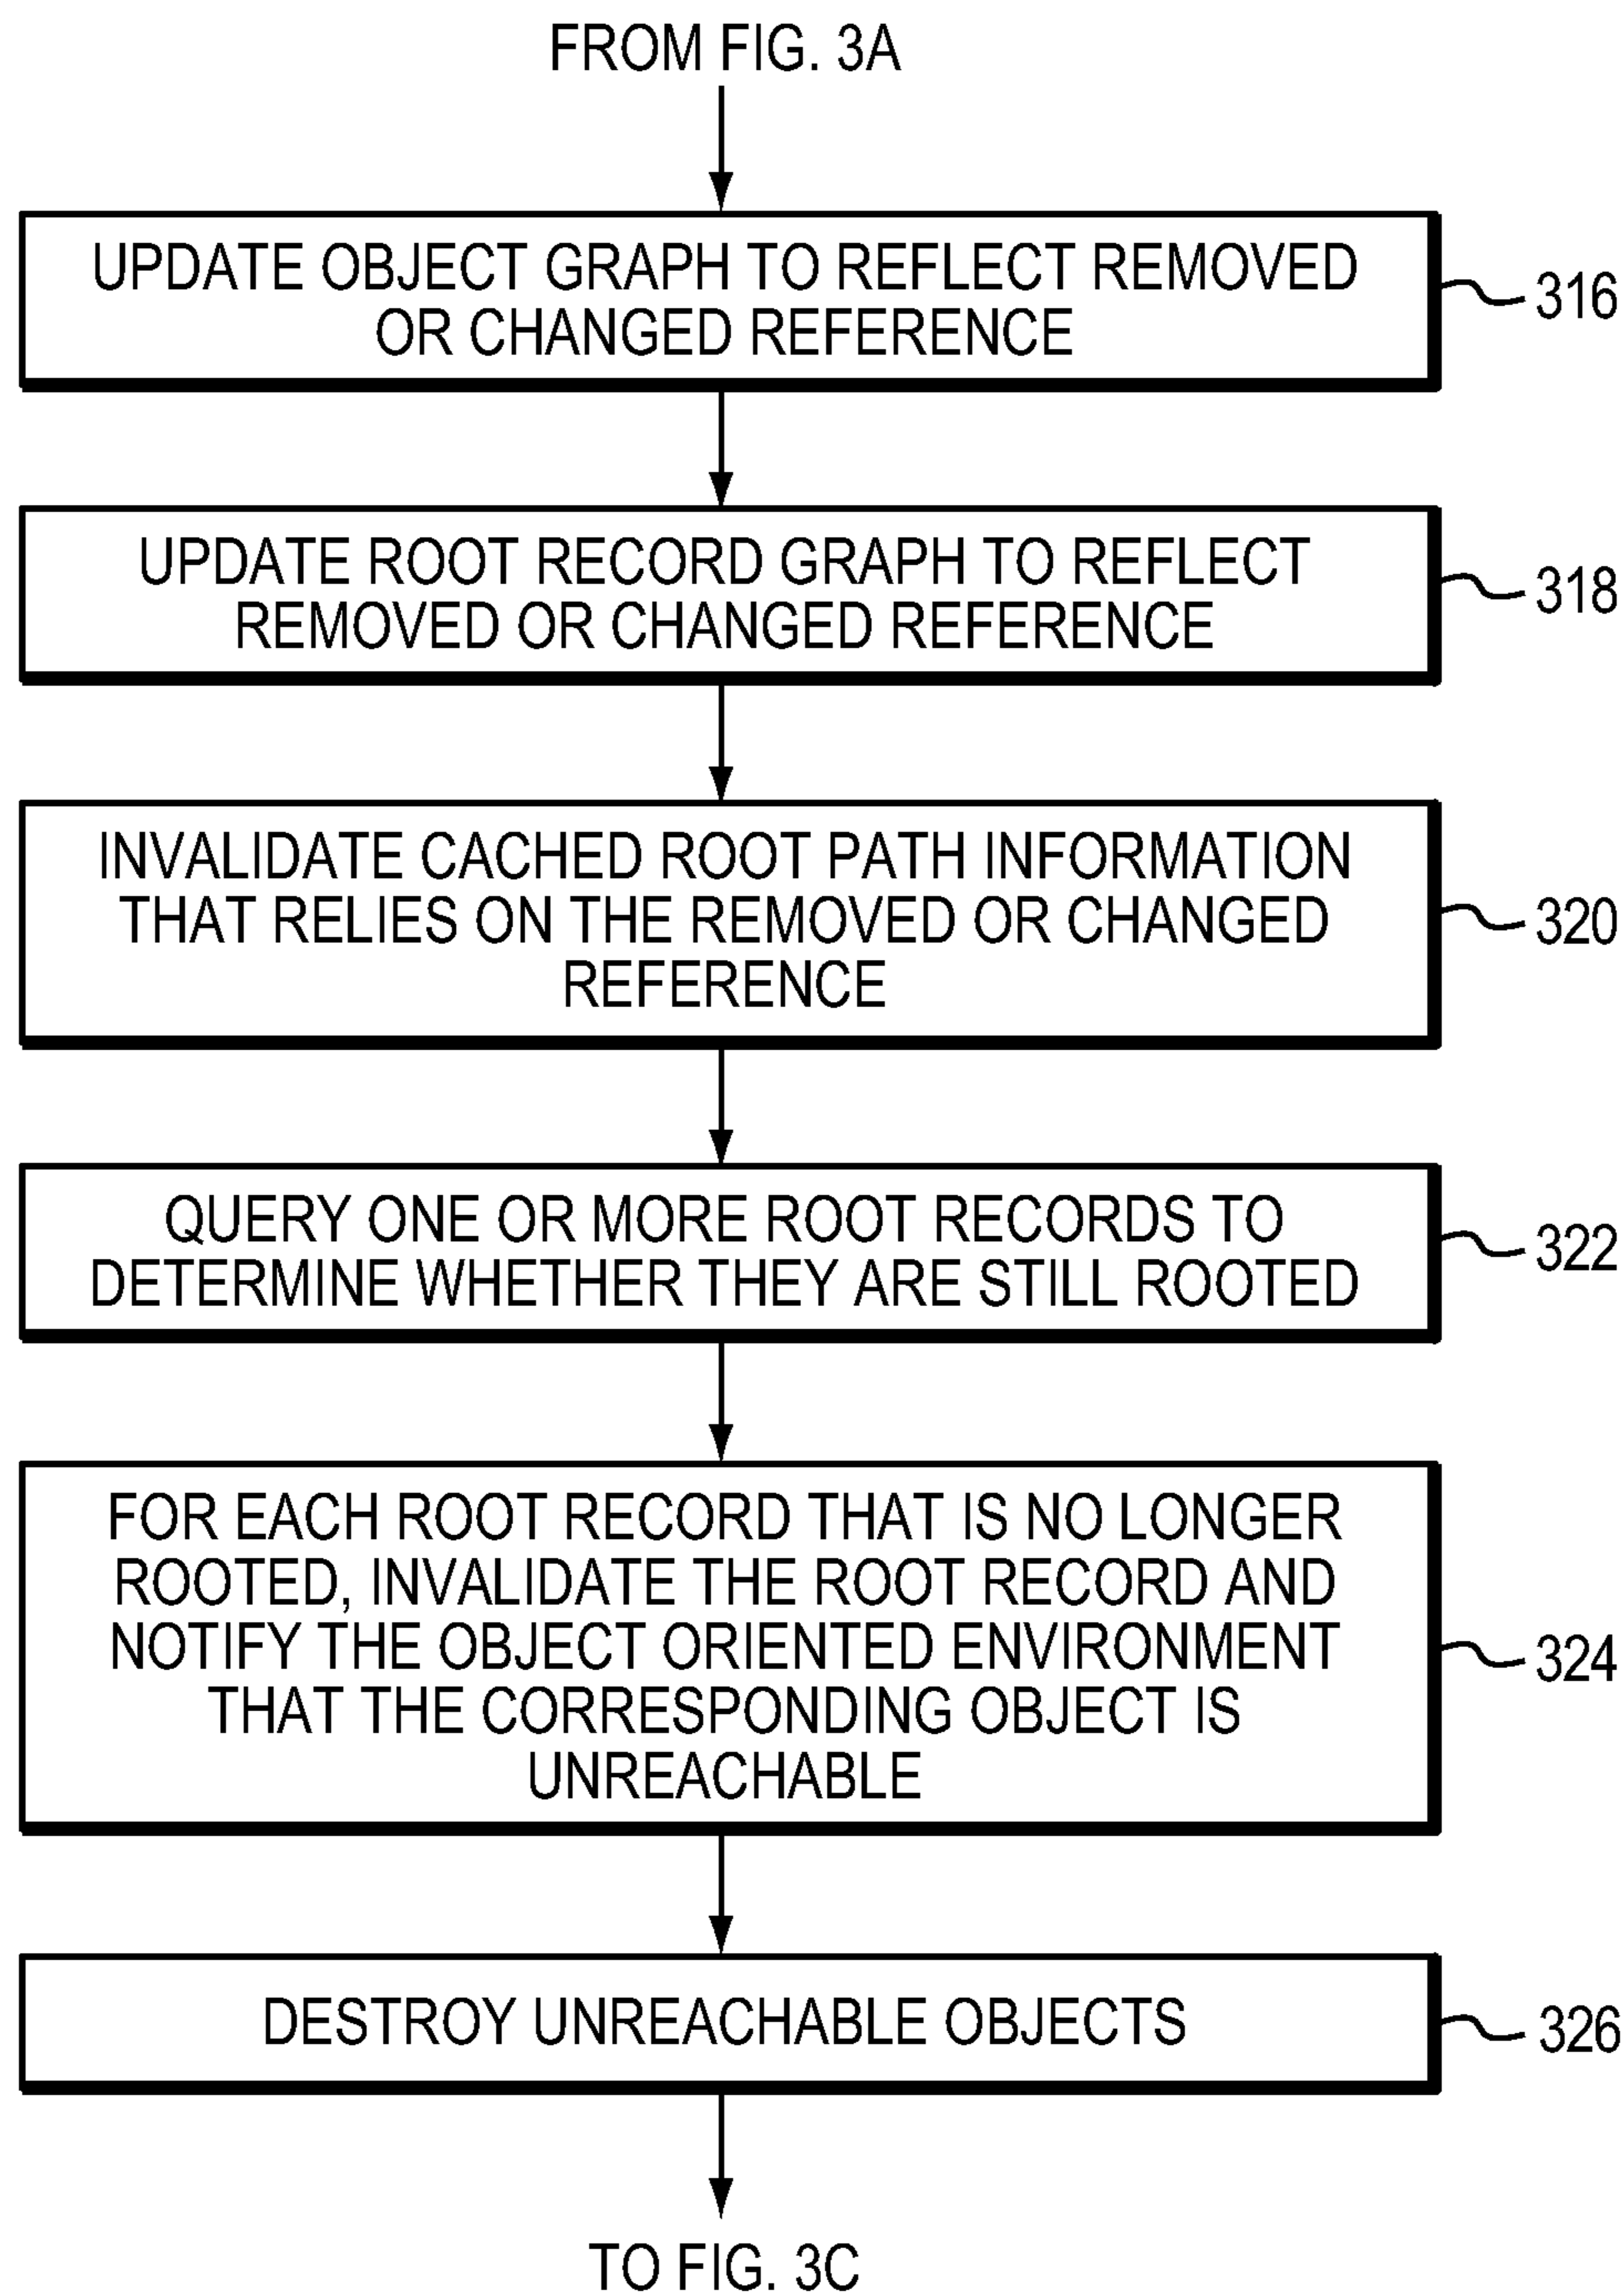 FROM FIG. 3A
UPDATE OBJECT GRAPH TO REFLECT REMOVED
OR CHANGED REFERENCE
316
UPDATE ROOT RECORD GRAPH TO REFLECT
REMOVED OR CHANGED REFERENCE
318
INVALIDATE CACHED ROOT PATH INFORMATION
THAT RELIES ON THE REMOVED OR CHANGED
REFERENCE
320
QUERY ONE OR MORE ROOT RECORDS TO
DETERMINE WHETHER THEY ARE STILL ROOTED
322
FOR EACH ROOT RECORD THAT IS NO LONGER
ROOTED, INVALIDATE THE ROOT RECORD AND
NOTIFY THE OBJECT ORIENTED ENVIRONMENT
THAT THE CORRESPONDING OBJECT IS
UNREACHABLE
324
DESTROY UNREACHABLE OBJECTS
326
TO FIG. 3C